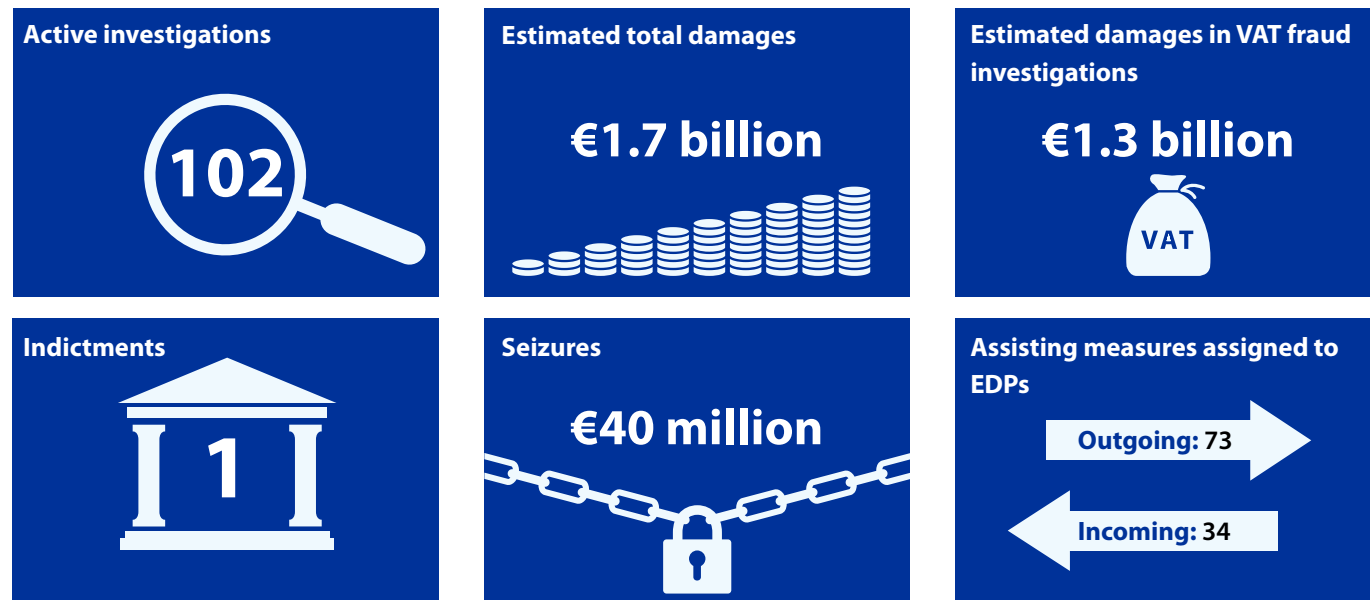 Active investigations
102
Estimated total damages
€1.7 billion
Estimated damages in VAT fraud
investigations
€1.3 billion
VAT
Indictments
1
Seizures
€40 million
Assisting measures assigned to
EDPs
Outgoing: 73
Incoming: 34